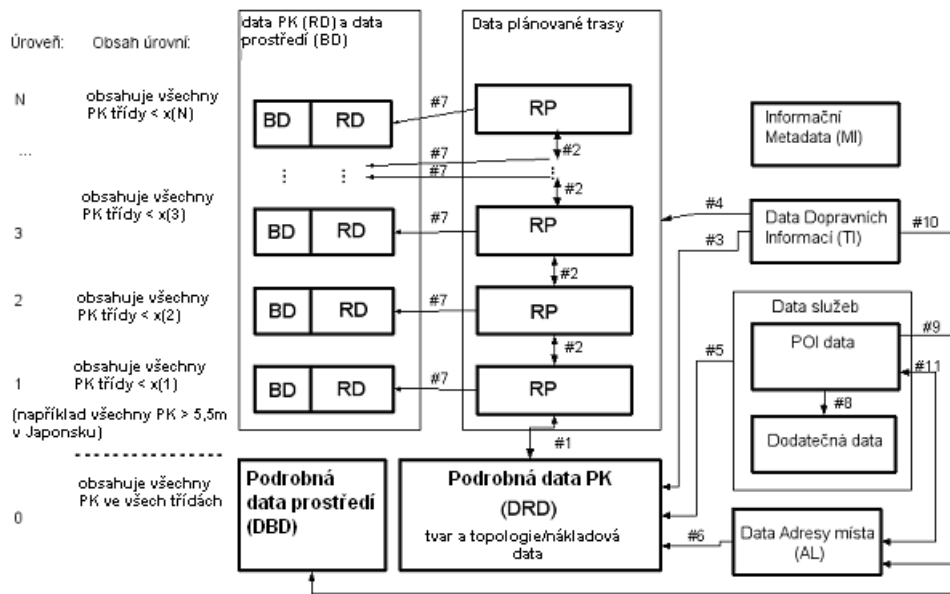 Úroveň:
Obsah úrovní:
N
obsahuje všechny
PK třídy < x(N)
...
obsahuje všechny
PK třídy < x(3)
3
2
obsahuje všechny
PK třídy < x(2)
1
obsahuje všechny
PK třídy < x(1)
(například všechny PK > 5,5m
v Japonsku)
obsahuje všechny
PK ve všech třídách
0
data PK (RD) a data
prostředí (BD)
BD
RD
BD
RD
BD
RD
BD
RD
Data plánované trasy
#7
RP
#2
#7
#7
#2
#7
RP
#2
#7
RP
#2
#7
RP
#1
Podrobná
data prostředí
(DBD)
Podrobná data PK
(DRD)
tvar a topologie/nákladová
data
Informační
Metadata (MI)
#4
#3
Data Dopravních
Informací (TI)
#10
Data služeb
#5
POI data
#9
#11
#8
Dodatečná data
#6
Data Adresy místa
(AL)